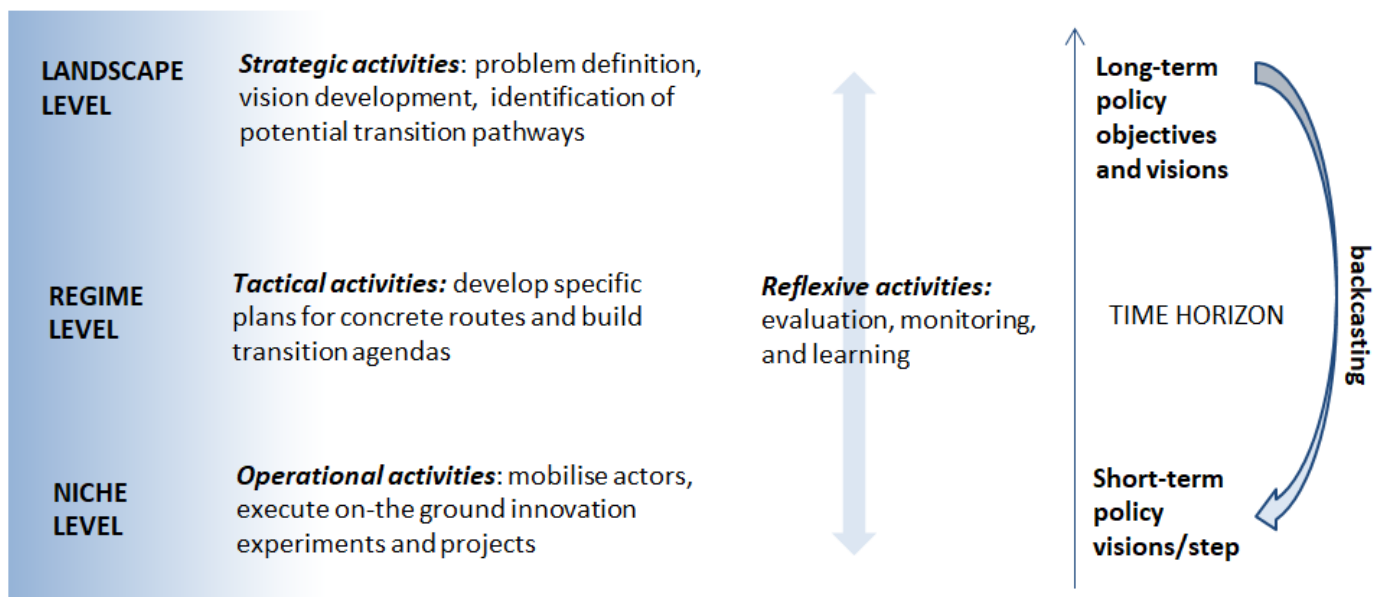 LANDSCAPE
LEVEL
Strategic activities: problem definition,
vision development, identification of
potential transition pathways
Long-term
policy
objectives
and visions
REGIME
LEVEL
Tactical activities: develop specific
plans for concrete routes and build
transition agendas
Reflexive activities:
evaluation, monitoring,
and learning
TIME HORIZON
backcasting
NICHE
LEVEL
Operational activities: mobilise actors,
execute on-the ground innovation
experiments and projects
Short-term
policy
visions/step